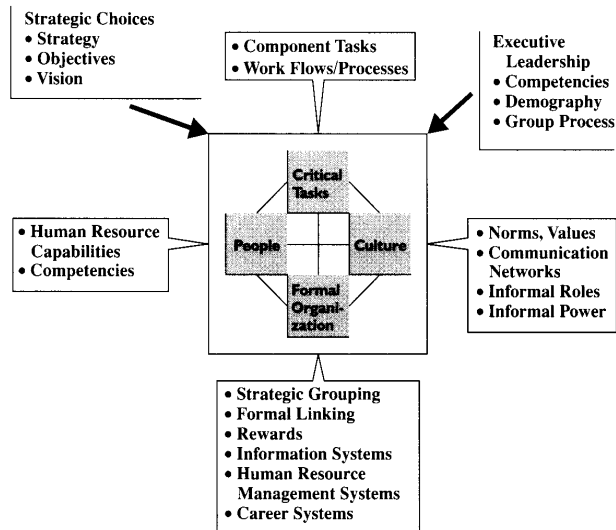 Strategic Choices
• Strategy
• Objectives
• Vision
• Component Tasks
• Work Flows/Processes
Executive
Leadership
• Competencies
• Demography
• Group Process
Critical
Tasks
• Human Resource
Capabilities
• Competencies
People
Culture
• Norms, Values
• Communication
Networks
• Informal Roles
• Informal Power
Formal
Organi-
zation
• Strategic Grouping
• Formal Linking
• Rewards
• Information Systems
• Human Resource
Management Systems
• Career Systems